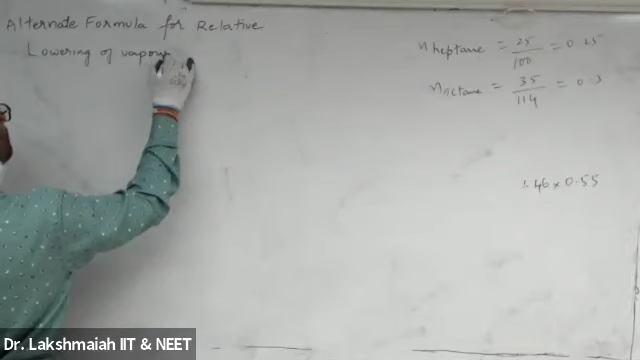 Alternate Formula for Relative
Lowering of vapour
n heptane = 25/100 = 0.25
n octane = 35/114 = 0.3
46 × 0.55
Dr. Lakshmaiah IIT & NEET